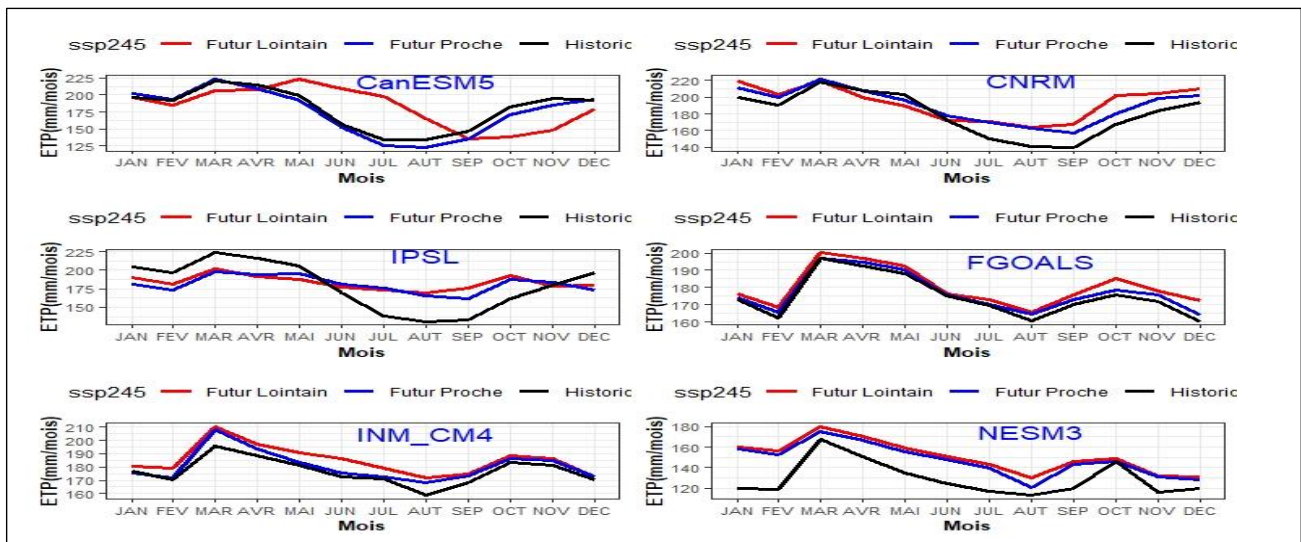 ssp245 Futur Lointain Futur Proche Historic
CanESM5
ETP(mm/mois)
225
200
175
150
125
JAN FEV MAR AVR MAI JUN JUL AUT SEP OCT NOV DEC
Mois
ssp245 Futur Lointain Futur Proche Historic
CNRM
ETP(mm/mois)
220
200
180
160
140
JAN FEV MAR AVR MAI JUN JUL AUT SEP OCT NOV DEC
Mois
ssp245 Futur Lointain Futur Proche Historic
IPSL
ETP(mm/mois)
225
200
175
150
JAN FEV MAR AVR MAI JUN JUL AUT SEP OCT NOV DEC
Mois
ssp245 Futur Lointain Futur Proche Historic
FGOALS
ETP(mm/mois)
200
190
180
170
160
JAN FEV MAR AVR MAI JUN JUL AUT SEP OCT NOV DEC
Mois
ssp245 Futur Lointain Futur Proche Historic
INM_CM4
ETP(mm/mois)
210
200
190
180
170
160
JAN FEV MAR AVR MAI JUN JUL AUT SEP OCT NOV DEC
Mois
ssp245 Futur Lointain Futur Proche Historic
NESM3
ETP(mm/mois)
180
160
140
120
JAN FEV MAR AVR MAI JUN JUL AUT SEP OCT NOV DEC
Mois